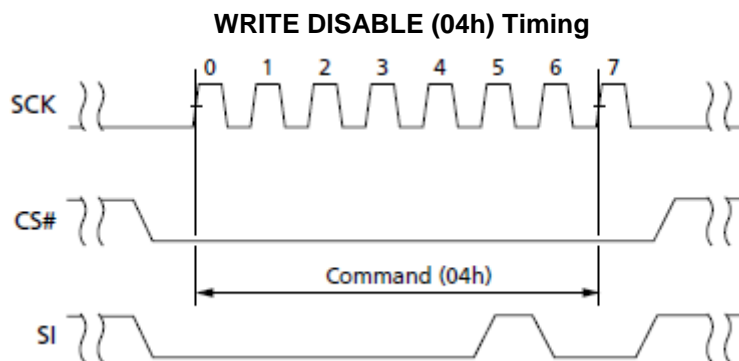 WRITE DISABLE (04h) Timing
0 1 2 3 4 5 6 7
SCK
CS#
Command (04h)
SI